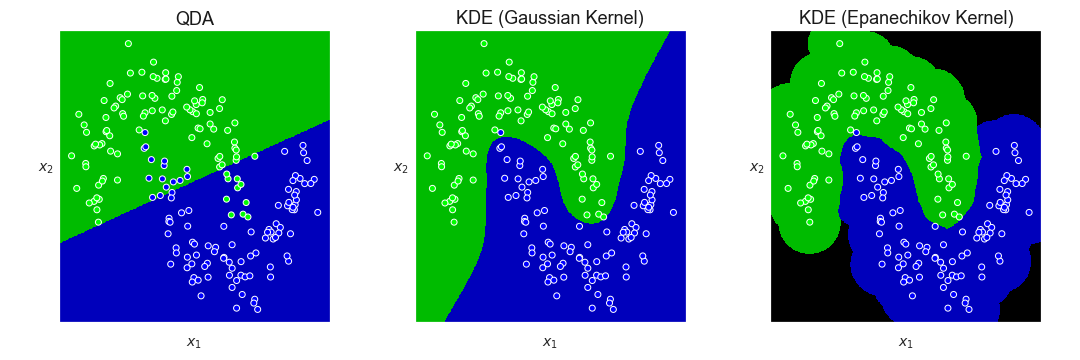 QDA
KDE (Gaussian Kernel)
KDE (Epanechikov Kernel)
x₂
x₂
x₂
x₁
x₁
x₁